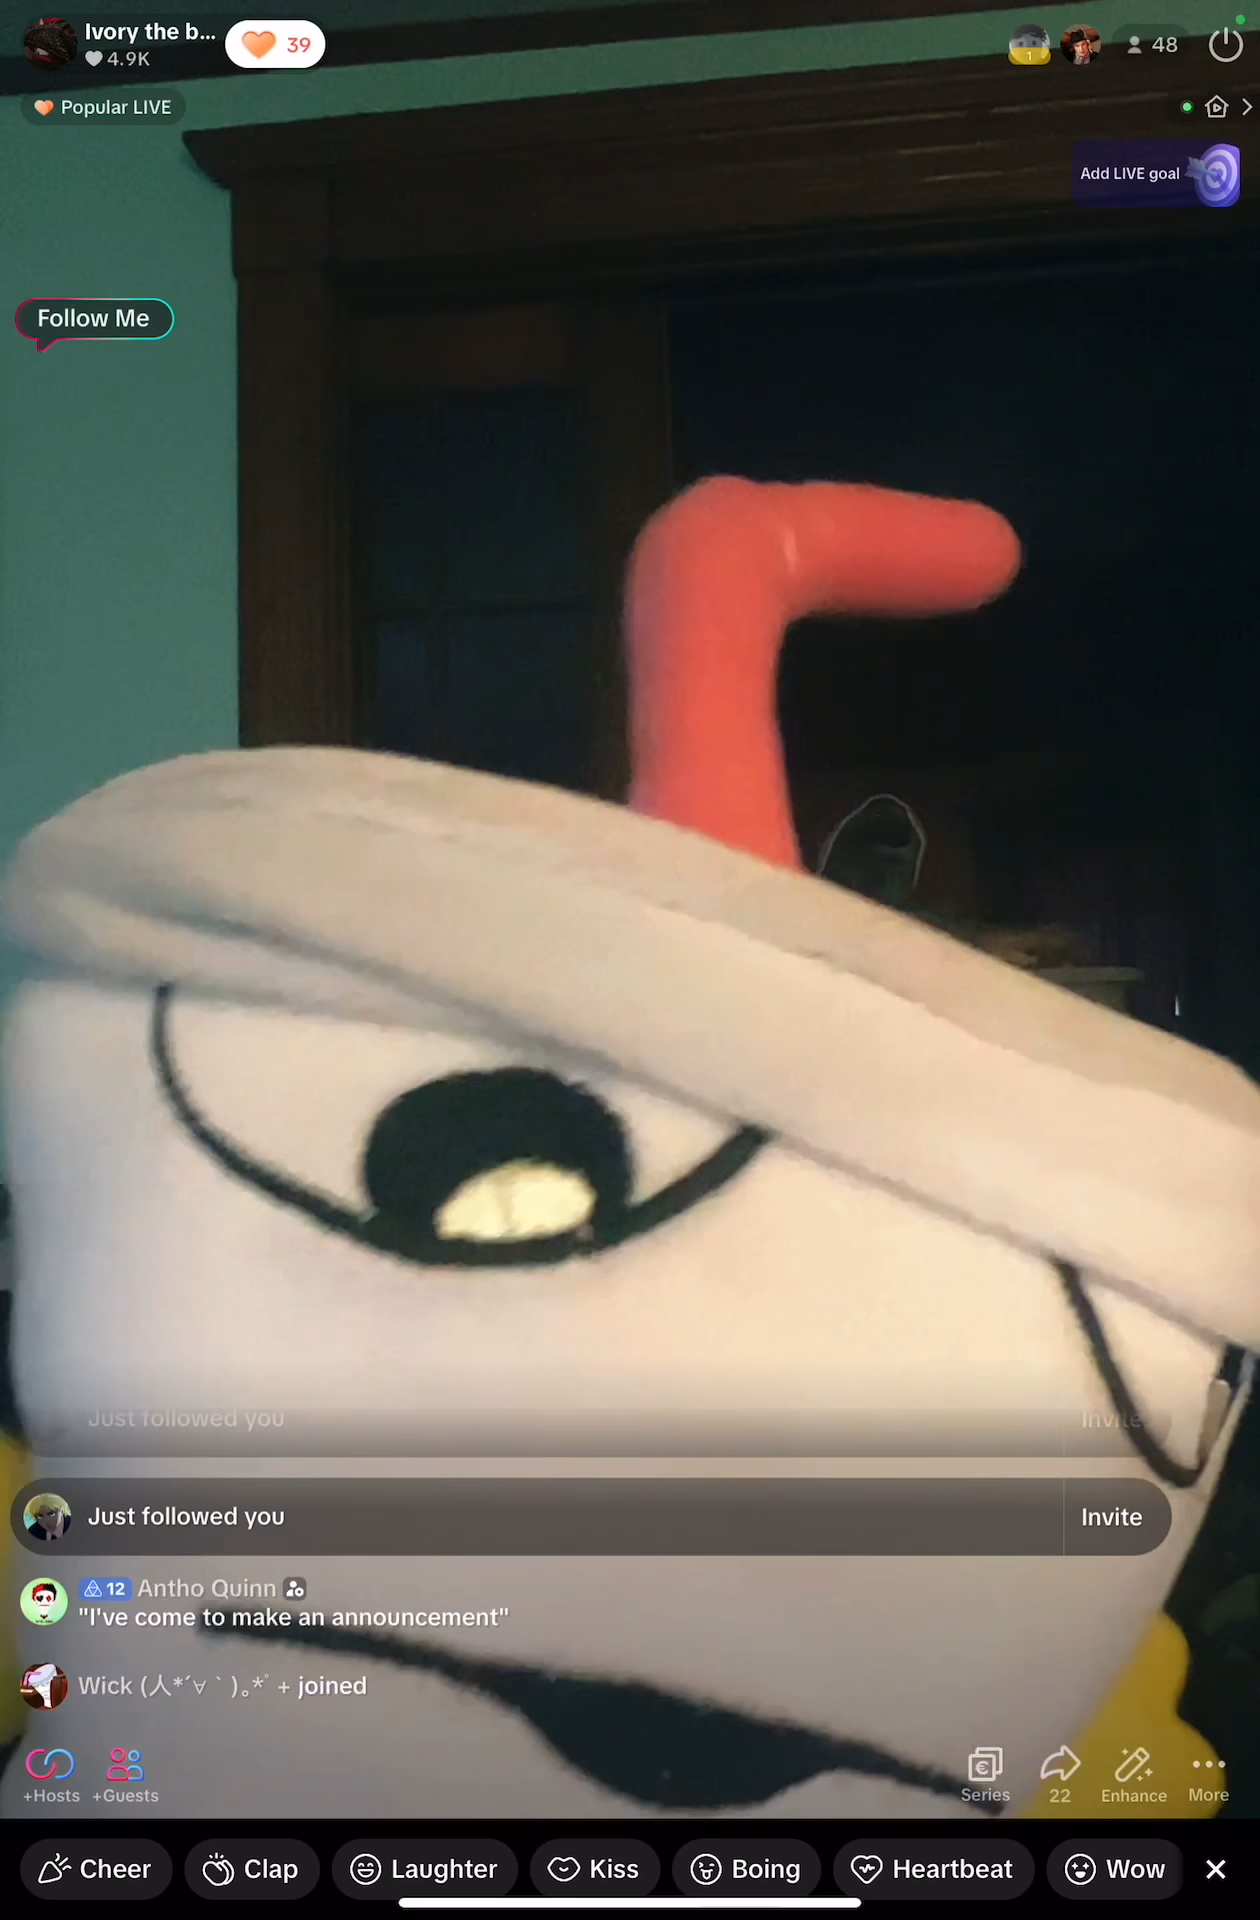 Ivory the b...
4.9K
39
1
48
Popular LIVE
Add LIVE goal
Follow Me
Just followed you
Invite
Just followed you
Invite
12 Antho Quinn
"I've come to make an announcement"
Wick (人*´∀｀)｡*ﾟ + joined
+Hosts
+Guests
Series
22
Enhance
More
Cheer
Clap
Laughter
Kiss
Boing
Heartbeat
Wow